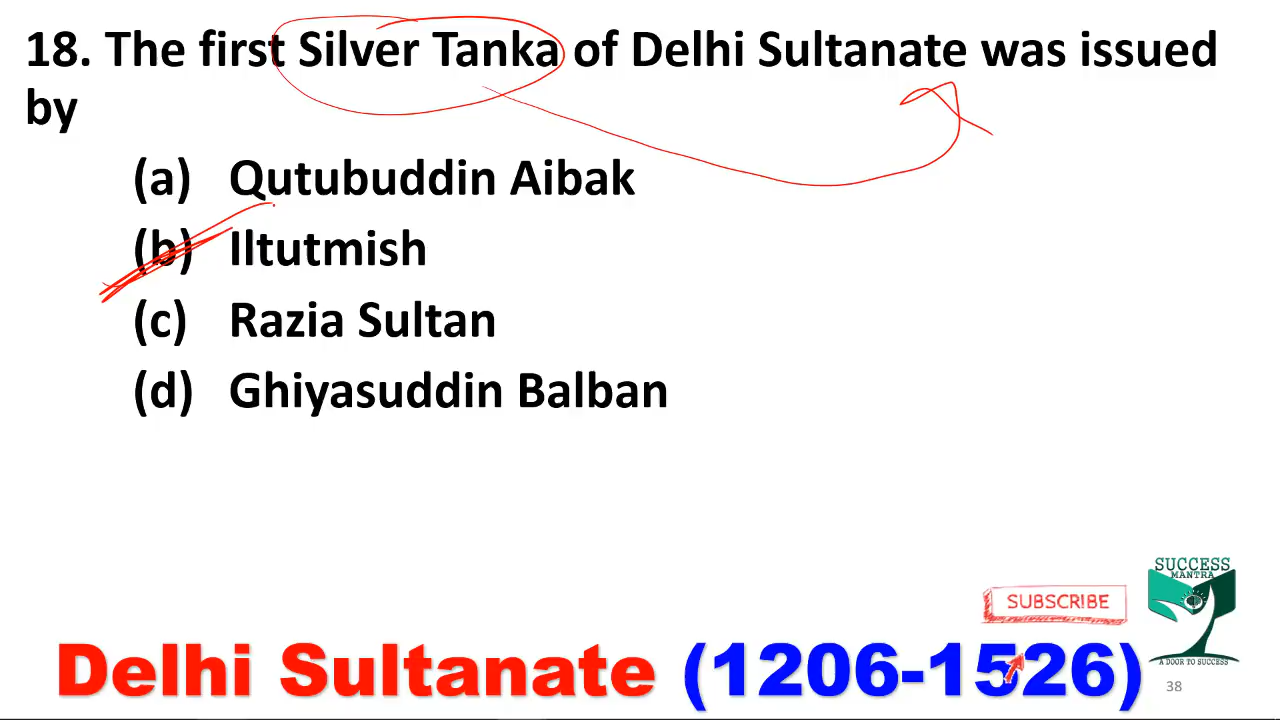 18. The first Silver Tanka of Delhi Sultanate was issued
by
(a) Qutubuddin Aibak
(b) Iltutmish
(c) Razia Sultan
(d) Ghiyasuddin Balban
SUCCESS
MANTRA
SUBSCRIBE
A DOOR TO SUCCESS
Delhi Sultanate (1206-1526)
38